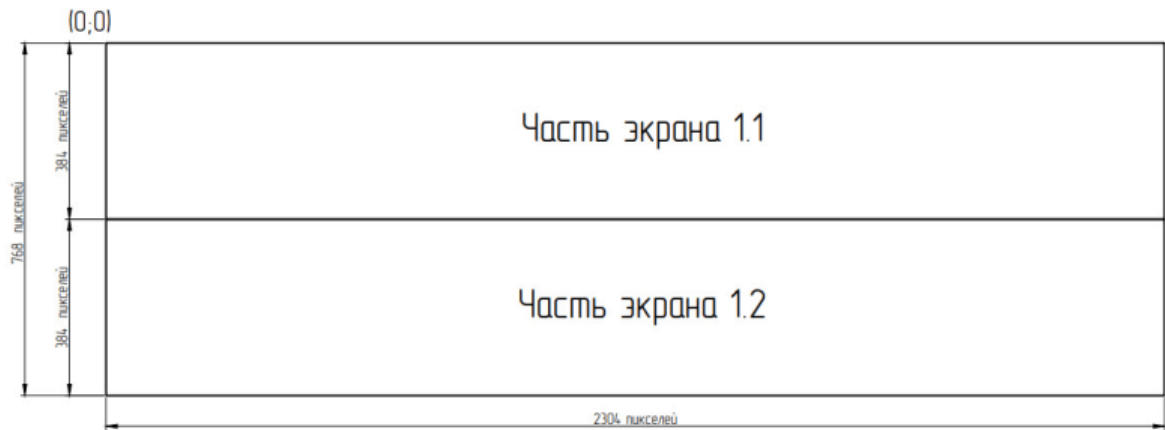 (0;0)
384 пикселей
Часть экрана 1.1
768 пикселей
384 пикселей
Часть экрана 1.2
2304 пикселей